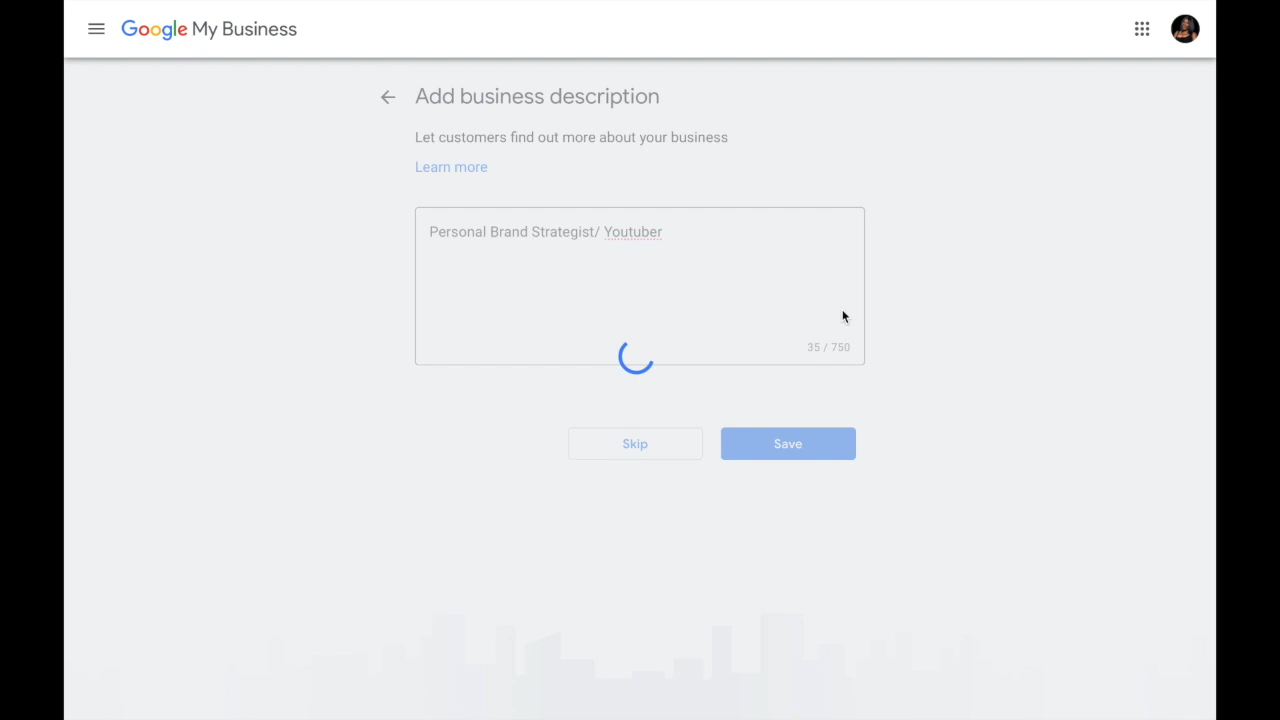 Google My Business
Add business description
Let customers find out more about your business
Learn more
Personal Brand Strategist/ Youtuber
35 / 750
Skip
Save